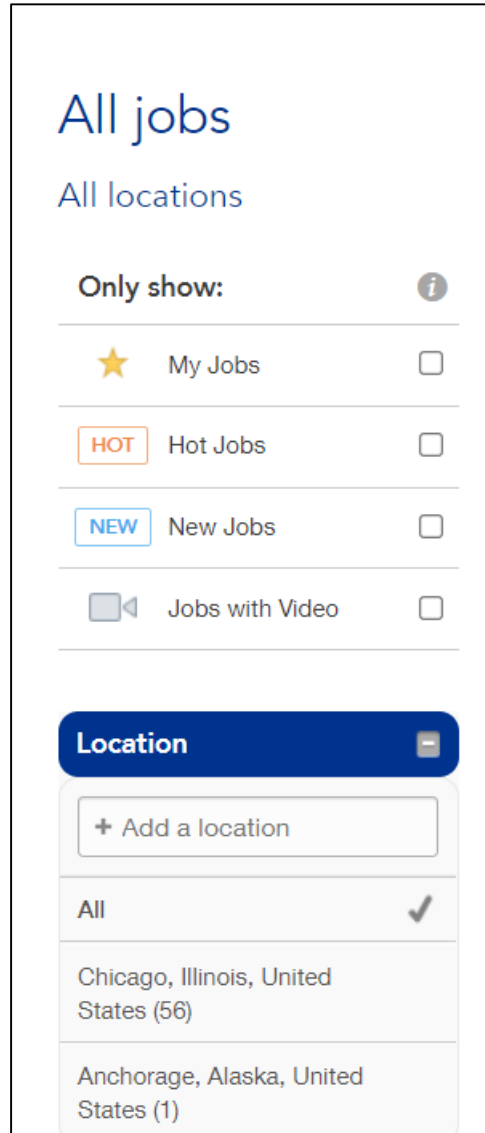 All jobs
All locations
Only show:
My Jobs
HOT Hot Jobs
NEW New Jobs
Jobs with Video
Location
+ Add a location
All
Chicago, Illinois, United
States (56)
Anchorage, Alaska, United
States (1)